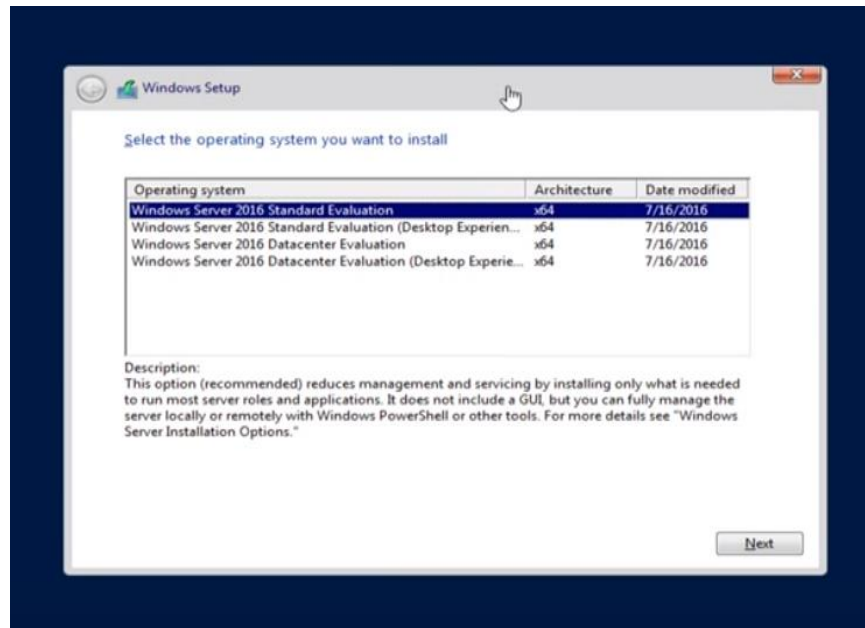 Windows Setup
Select the operating system you want to install
Operating system Architecture Date modified
Windows Server 2016 Standard Evaluation x64 7/16/2016
Windows Server 2016 Standard Evaluation (Desktop Experien... x64 7/16/2016
Windows Server 2016 Datacenter Evaluation x64 7/16/2016
Windows Server 2016 Datacenter Evaluation (Desktop Experie... x64 7/16/2016
Description:
This option (recommended) reduces management and servicing by installing only what is needed
to run most server roles and applications. It does not include a GUI, but you can fully manage the
server locally or remotely with Windows PowerShell or other tools. For more details see "Windows
Server Installation Options."
Next